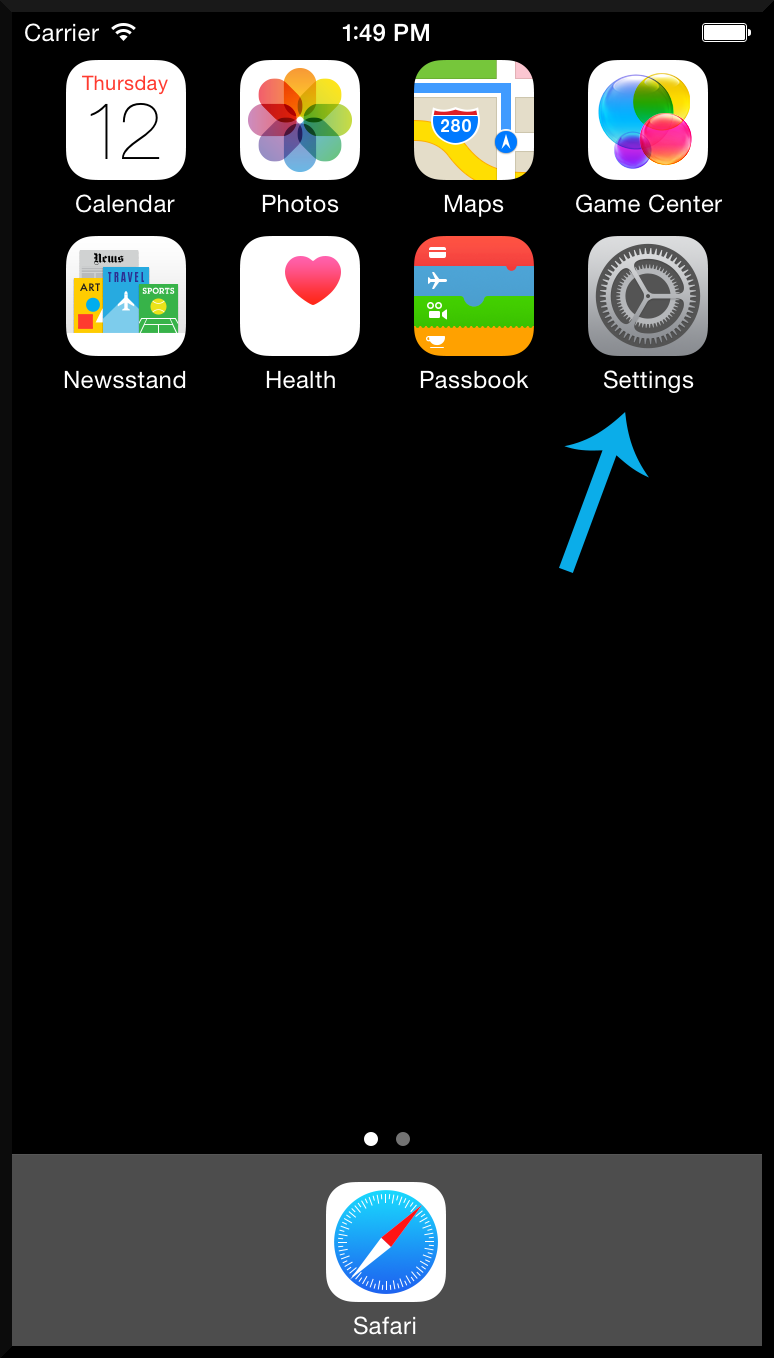 Carrier 1:49 PM
Thursday
12
280
Calendar Photos Maps Game Center
News
TRAVEL
ART
SPORTS
Newsstand Health Passbook Settings
Safari